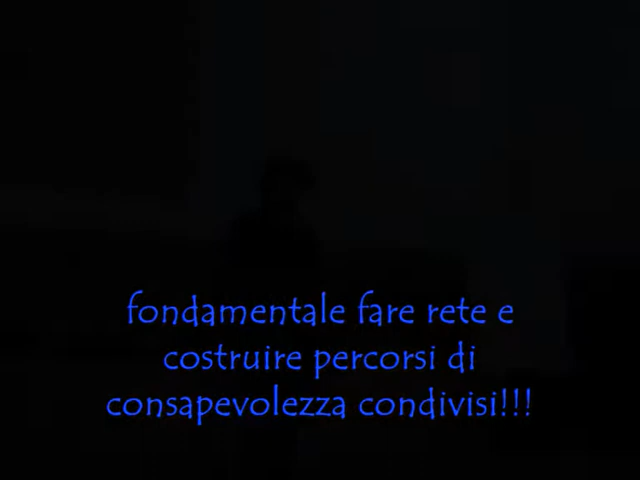 fondamentale fare rete e
costruire percorsi di
consapevolezza condivisi!!!